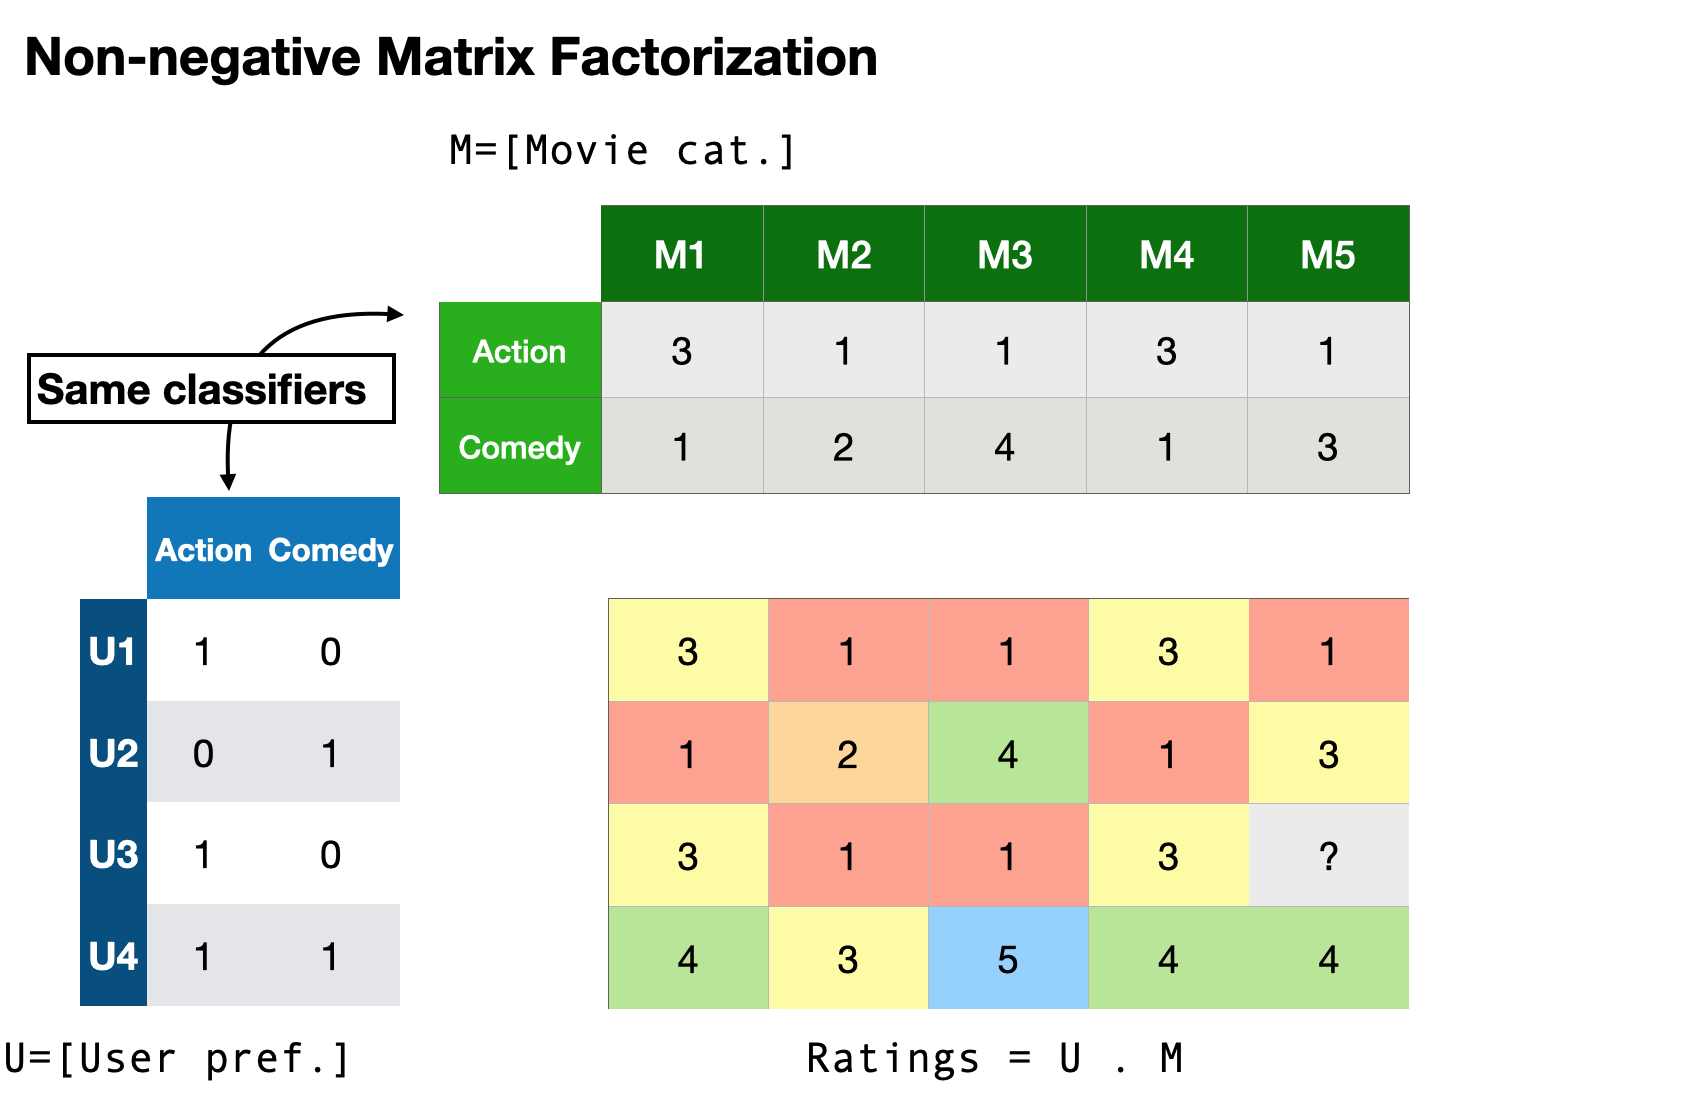 Non-negative Matrix Factorization
M=[Movie cat.]
M1 M2 M3 M4 M5
Action 3 1 1 3 1
Same classifiers
Comedy 1 2 4 1 3
Action Comedy
U1 1 0 3 1 1 3 1
U2 0 1 1 2 4 1 3
U3 1 0 3 1 1 3 ?
U4 1 1 4 3 5 4 4
U=[User pref.] Ratings = U . M